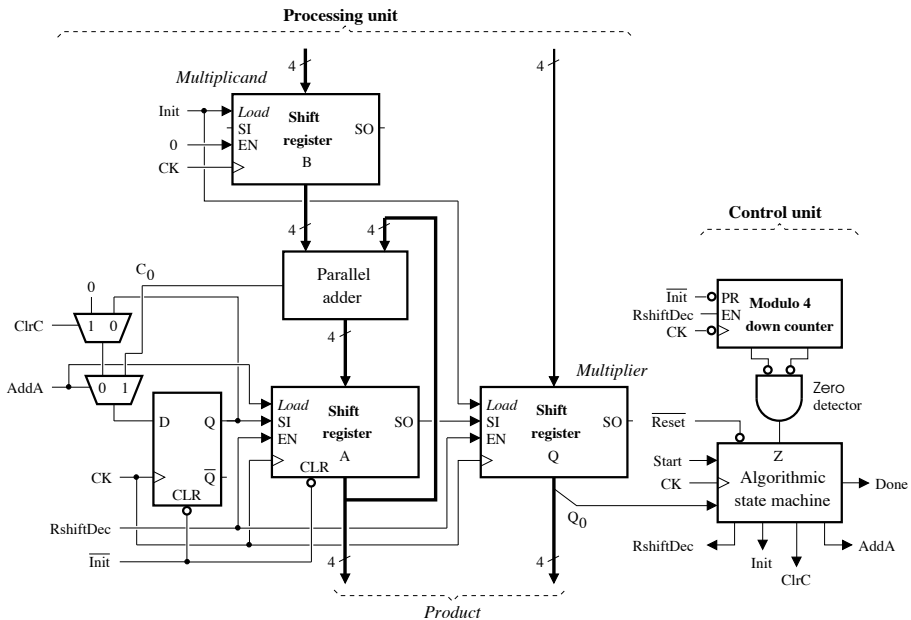 Processing unit
4
4
Multiplicand
Init
Load
Shift
SI
register
SO
0
EN
B
CK
4
4
Control unit
C0
Parallel
adder
0
ClrC
1 0
Init
PR
Modulo 4
RshiftDec
EN
down counter
CK
4
Multiplier
AddA
0 1
Zero
detector
Load
Shift
SI
register
SO
EN
A
CLR
Load
Shift
SI
register
SO
EN
Q
D
Q
Q
CLR
CK
Reset
Z
Start
Algorithmic
CK
state machine
Done
Q0
RshiftDec
Init
4
4
RshiftDec
Init
ClrC
AddA
Product